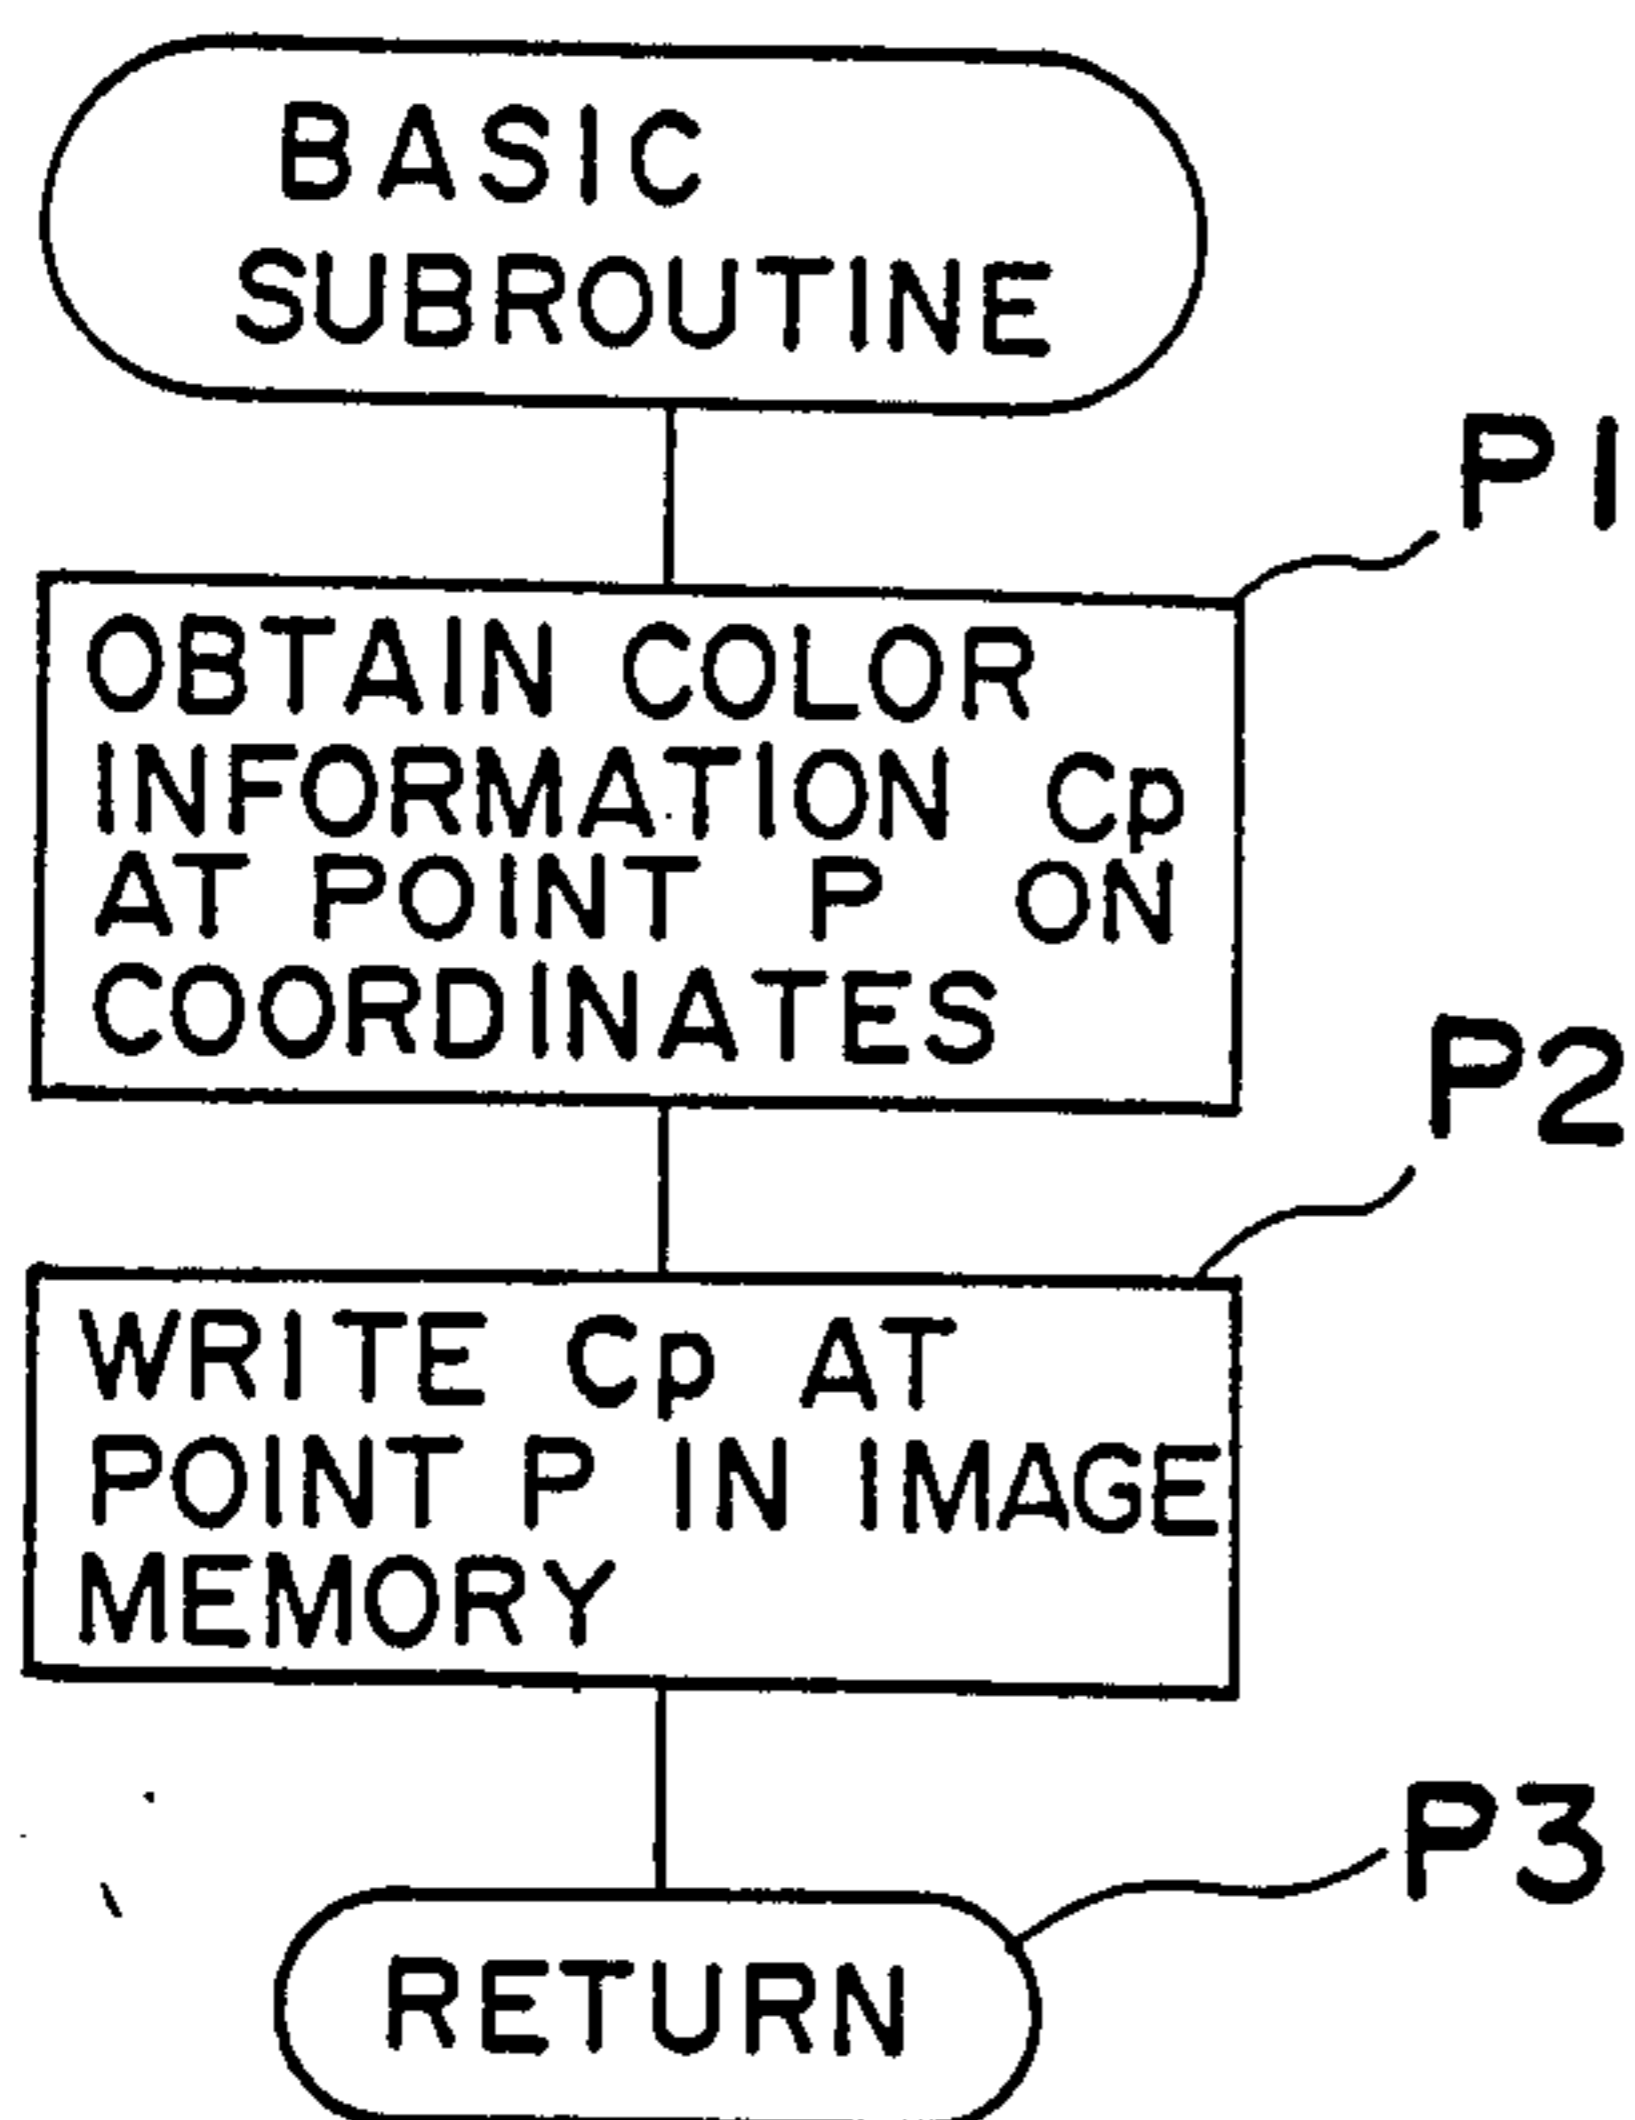 BASIC
SUBROUTINE
P1
OBTAIN COLOR
INFORMATION Cp
AT POINT P ON
COORDINATES
P2
WRITE Cp AT
POINT P IN IMAGE
MEMORY
P3
RETURN